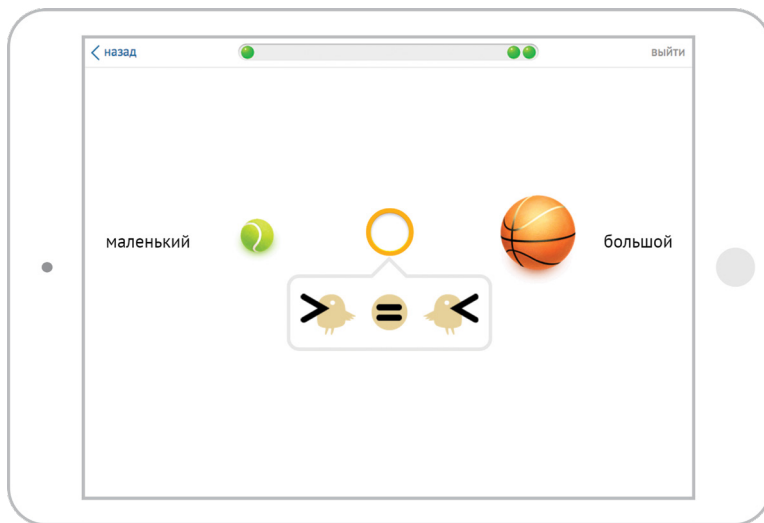 назад
выйти
маленький
большой
> = <